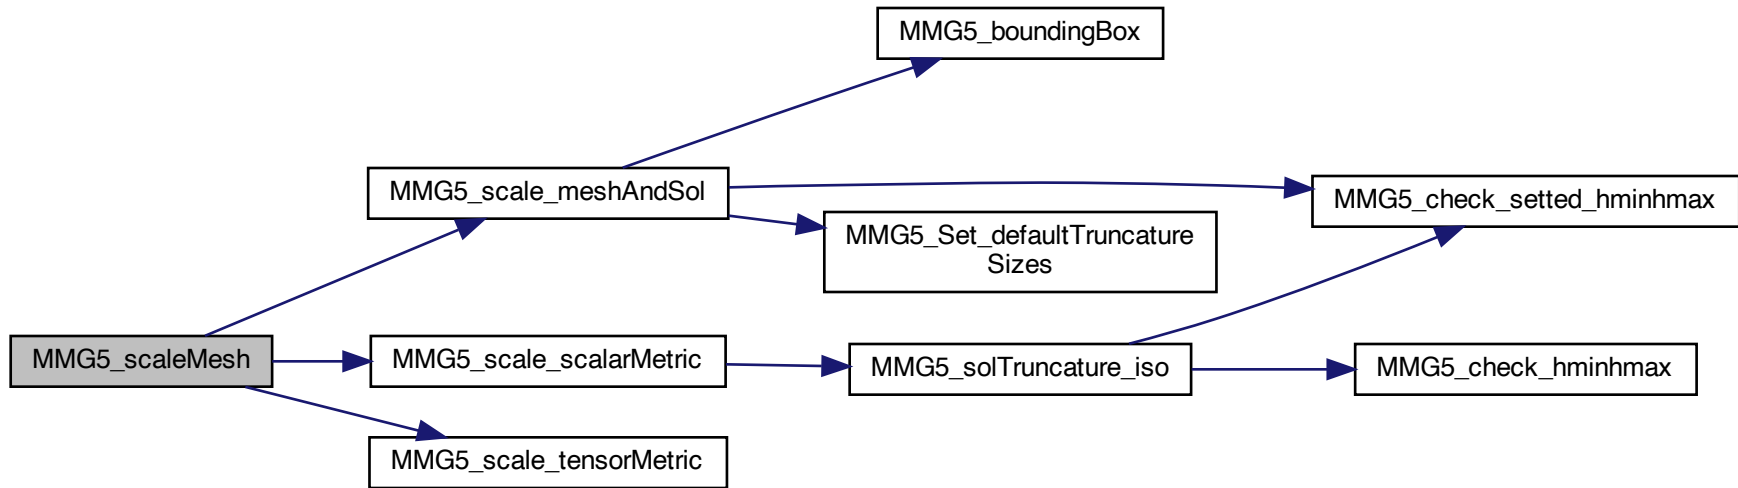 MMG5_boundingBox
MMG5_scale_meshAndSol
MMG5_check_setted_hminhmax
MMG5_Set_defaultTruncature
Sizes
MMG5_scaleMesh
MMG5_scale_scalarMetric
MMG5_solTruncature_iso
MMG5_check_hminhmax
MMG5_scale_tensorMetric